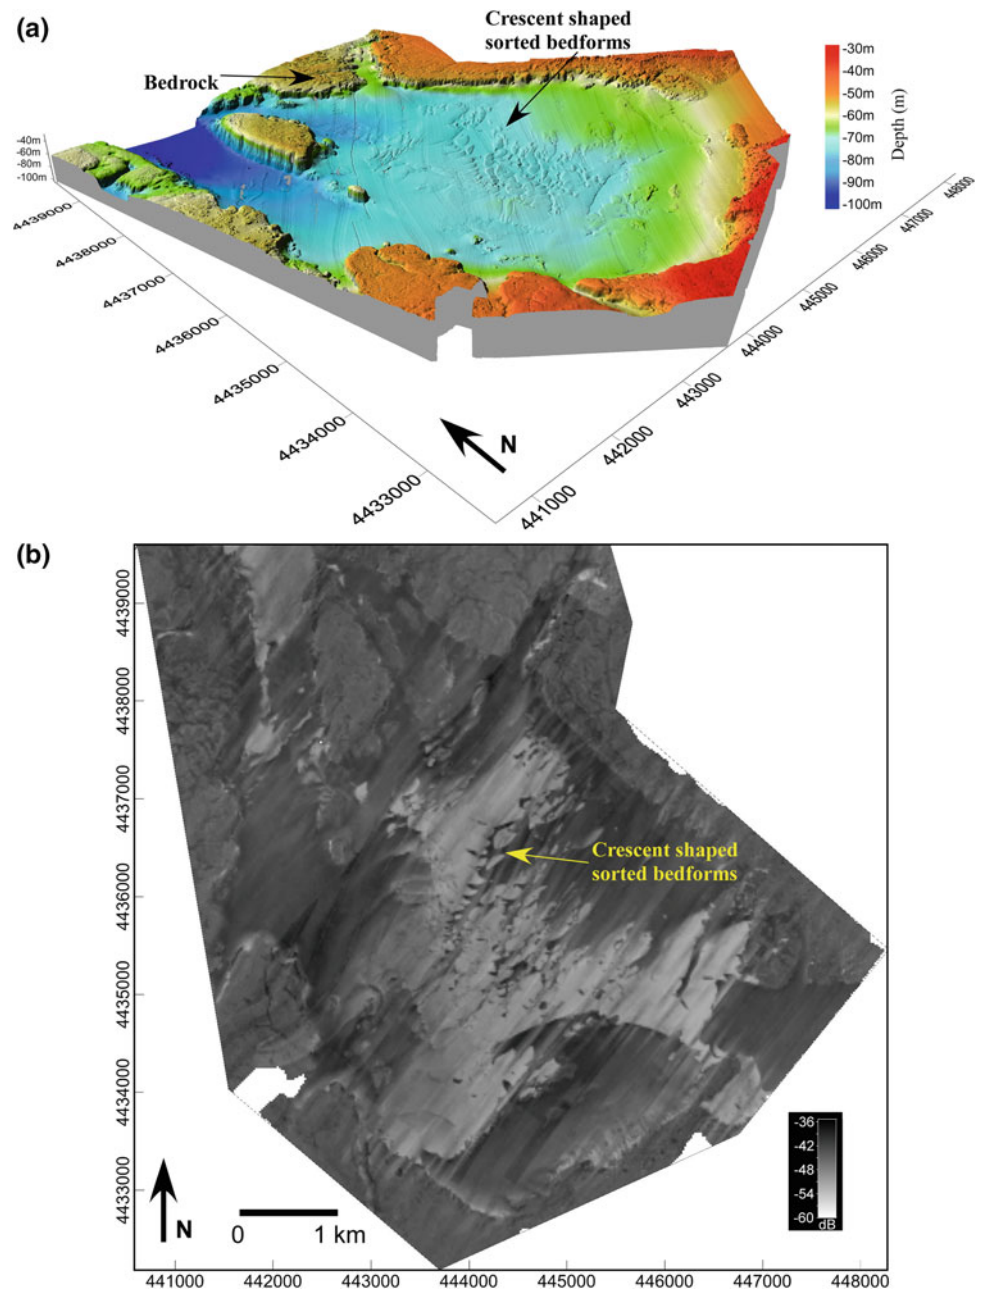 (a)
Crescent shaped
sorted bedforms
Bedrock
-30m
-40m
-50m
-60m
-70m
-80m
-90m
-100m
Depth (m)
-40m
-60m
-80m
-100m
4439000
4438000
4437000
4436000
4435000
4434000
4433000
448000
447000
446000
445000
444000
443000
442000
441000
N
(b)
4439000
4438000
4437000
4436000
4435000
4434000
4433000
Crescent shaped
sorted bedforms
-36
-42
-48
-54
-60
dB
N
0 1 km
441000 442000 443000 444000 445000 446000 447000 448000